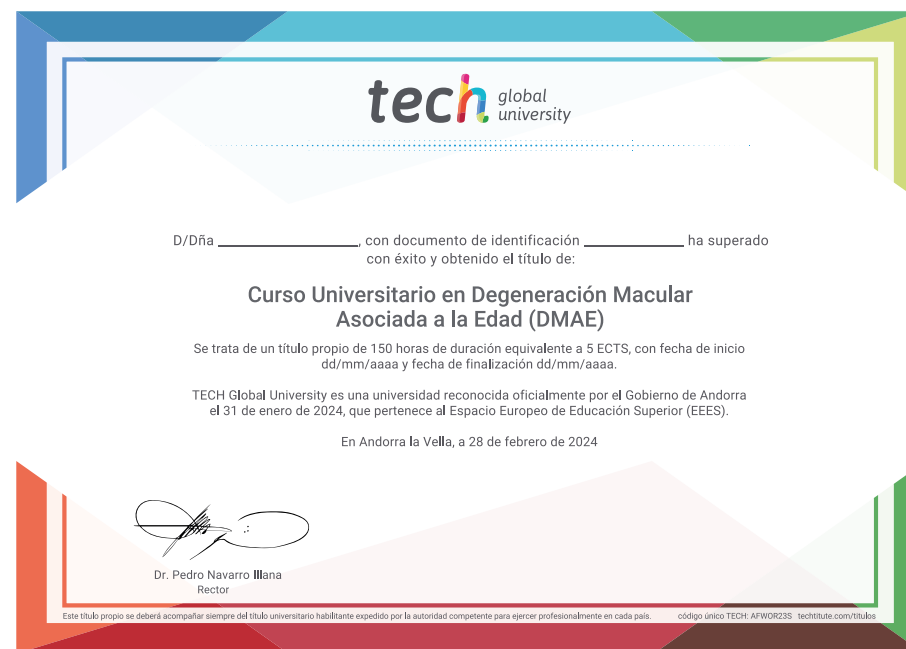 tech global university
D/Dña ____________________, con documento de identificación ______________ ha superado
con éxito y obtenido el título de:
Curso Universitario en Degeneración Macular
Asociada a la Edad (DMAE)
Se trata de un título propio de 150 horas de duración equivalente a 5 ECTS, con fecha de inicio
dd/mm/aaaa y fecha de finalización dd/mm/aaaa.
TECH Global University es una universidad reconocida oficialmente por el Gobierno de Andorra
el 31 de enero de 2024, que pertenece al Espacio Europeo de Educación Superior (EEES).
En Andorra la Vella, a 28 de febrero de 2024
Dr. Pedro Navarro Illana
Rector
Este título propio se deberá acompañar siempre del título universitario habilitante expedido por la autoridad competente para ejercer profesionalmente en cada país. código único TECH: AFWOR23S techtitute.com/titulos